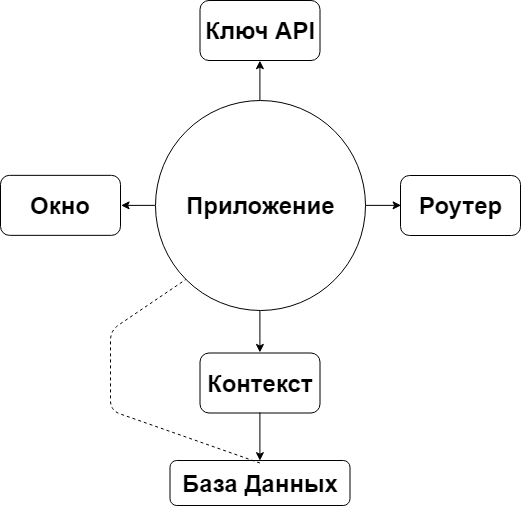 Ключ API
Окно
Приложение
Роутер
Контекст
База Данных